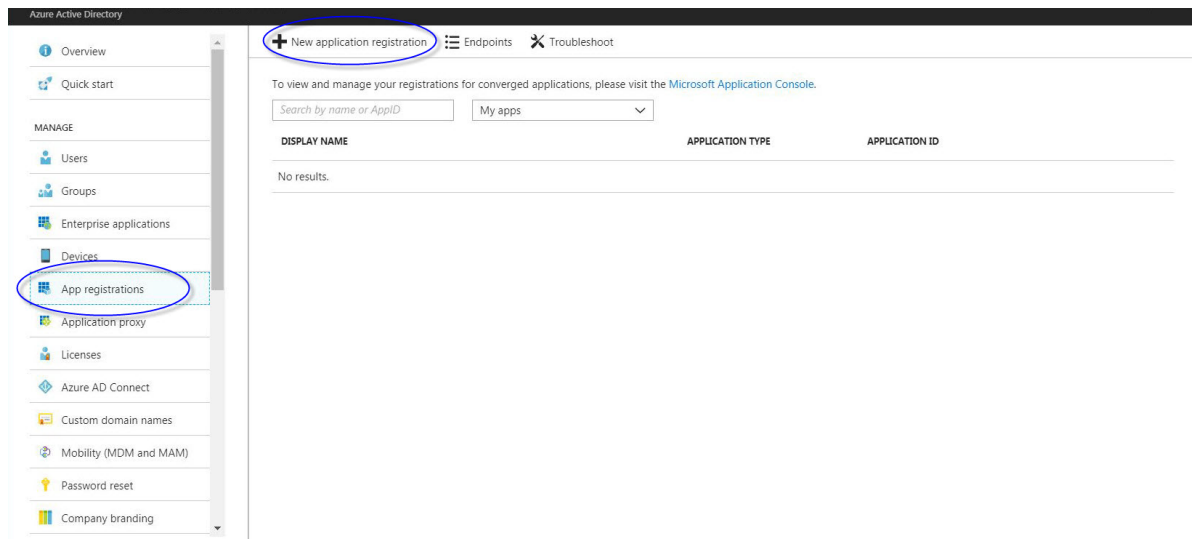 Azure Active Directory
Overview
Quick start
MANAGE
Users
Groups
Enterprise applications
Devices
App registrations
Application proxy
Licenses
Azure AD Connect
Custom domain names
Mobility (MDM and MAM)
Password reset
Company branding
New application registration Endpoints Troubleshoot
To view and manage your registrations for converged applications, please visit the Microsoft Application Console.
Search by name or AppID My apps
DISPLAY NAME APPLICATION TYPE APPLICATION ID
No results.